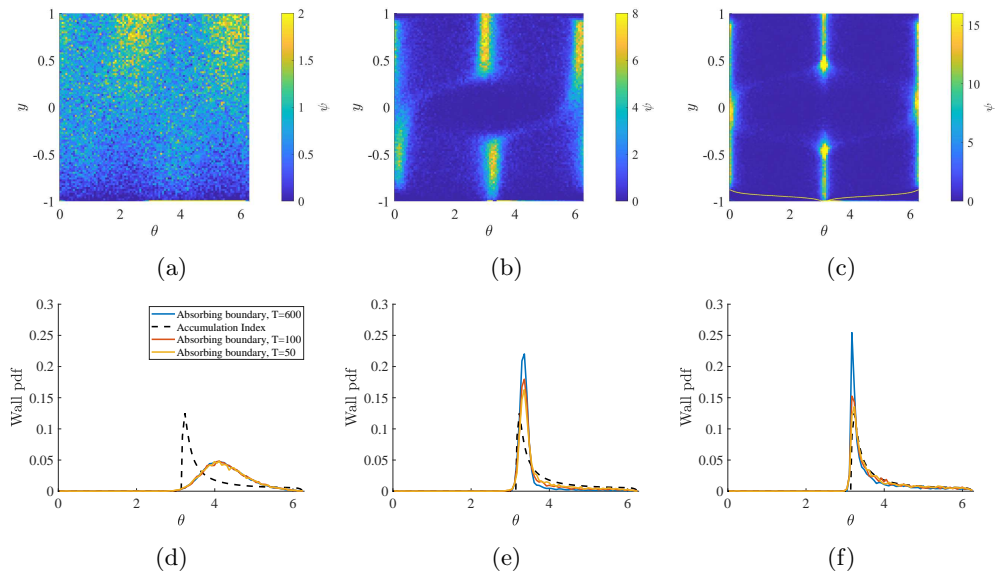 1
0.5
0
-0.5
-1
y
0
2
4
6
θ
2
1.5
1
0.5
0
ψ
(a)
1
0.5
0
-0.5
-1
y
0
2
4
6
θ
8
6
4
2
0
ψ
(b)
1
0.5
0
-0.5
-1
y
0
2
4
6
θ
15
10
5
0
ψ
(c)
0.3
0.25
0.2
0.15
0.1
0.05
0
Wall pdf
Absorbing boundary, T=600
Accumulation Index
Absorbing boundary, T=100
Absorbing boundary, T=50
0
2
4
6
θ
(d)
0.3
0.25
0.2
0.15
0.1
0.05
0
Wall pdf
0
2
4
6
θ
(e)
0.3
0.25
0.2
0.15
0.1
0.05
0
Wall pdf
0
2
4
6
θ
(f)